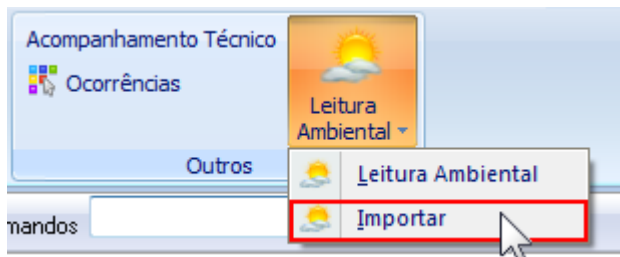 Acompanhamento Técnico
Ocorrências
Leitura
Ambiental
Outros
Leitura Ambiental
Importar
mandos